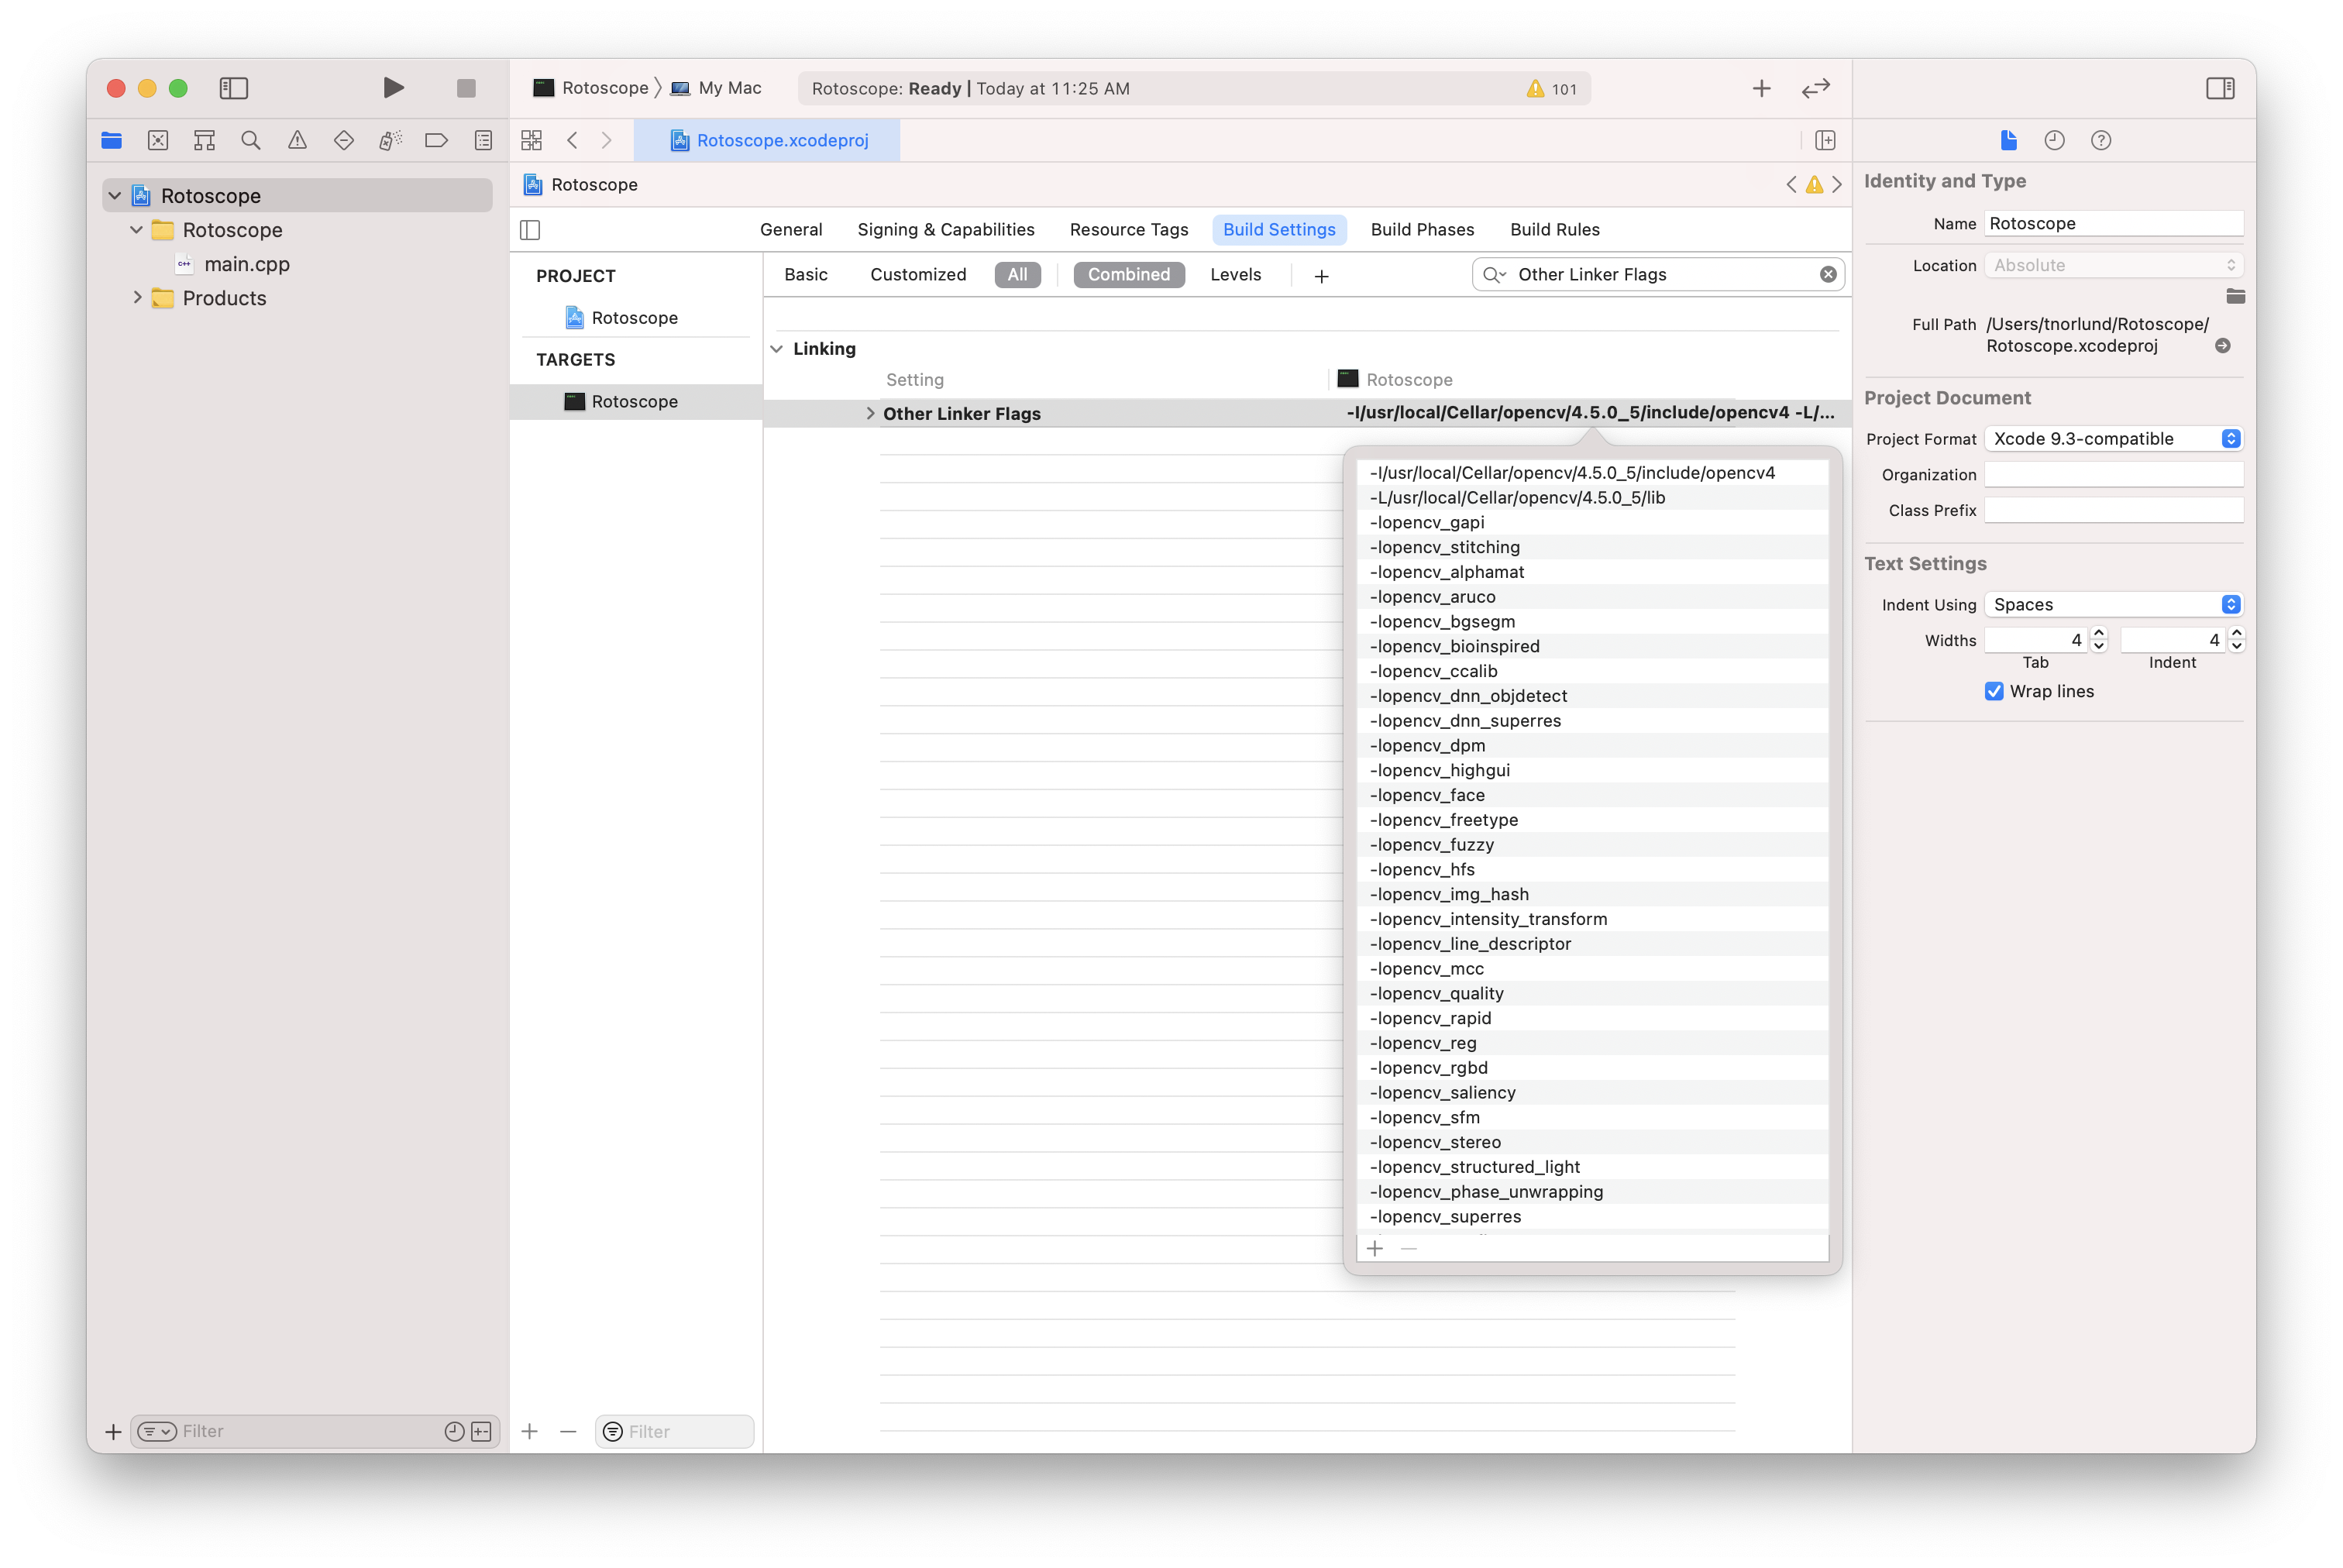 Rotoscope 〉 My Mac
Rotoscope: Ready | Today at 11:25 AM
101
Rotoscope.xcodeproj
Rotoscope
Rotoscope
main.cpp
Products
Filter
Rotoscope
General
Signing & Capabilities
Resource Tags
Build Settings
Build Phases
Build Rules
PROJECT
Rotoscope
TARGETS
Rotoscope
Filter
Basic
Customized
All
Combined
Levels
Other Linker Flags
Linking
Setting
Rotoscope
Other Linker Flags
-I/usr/local/Cellar/opencv/4.5.0_5/include/opencv4 -L/...
-I/usr/local/Cellar/opencv/4.5.0_5/include/opencv4
-L/usr/local/Cellar/opencv/4.5.0_5/lib
-lopencv_gapi
-lopencv_stitching
-lopencv_alphamat
-lopencv_aruco
-lopencv_bgsegm
-lopencv_bioinspired
-lopencv_ccalib
-lopencv_dnn_objdetect
-lopencv_dnn_superres
-lopencv_dpm
-lopencv_highgui
-lopencv_face
-lopencv_freetype
-lopencv_fuzzy
-lopencv_hfs
-lopencv_img_hash
-lopencv_intensity_transform
-lopencv_line_descriptor
-lopencv_mcc
-lopencv_quality
-lopencv_rapid
-lopencv_reg
-lopencv_rgbd
-lopencv_saliency
-lopencv_sfm
-lopencv_stereo
-lopencv_structured_light
-lopencv_phase_unwrapping
-lopencv_superres
Identity and Type
Name Rotoscope
Location Absolute
Full Path /Users/tnorlund/Rotoscope/
Rotoscope.xcodeproj
Project Document
Project Format Xcode 9.3-compatible
Organization
Class Prefix
Text Settings
Indent Using Spaces
Widths 4 4
Tab Indent
Wrap lines